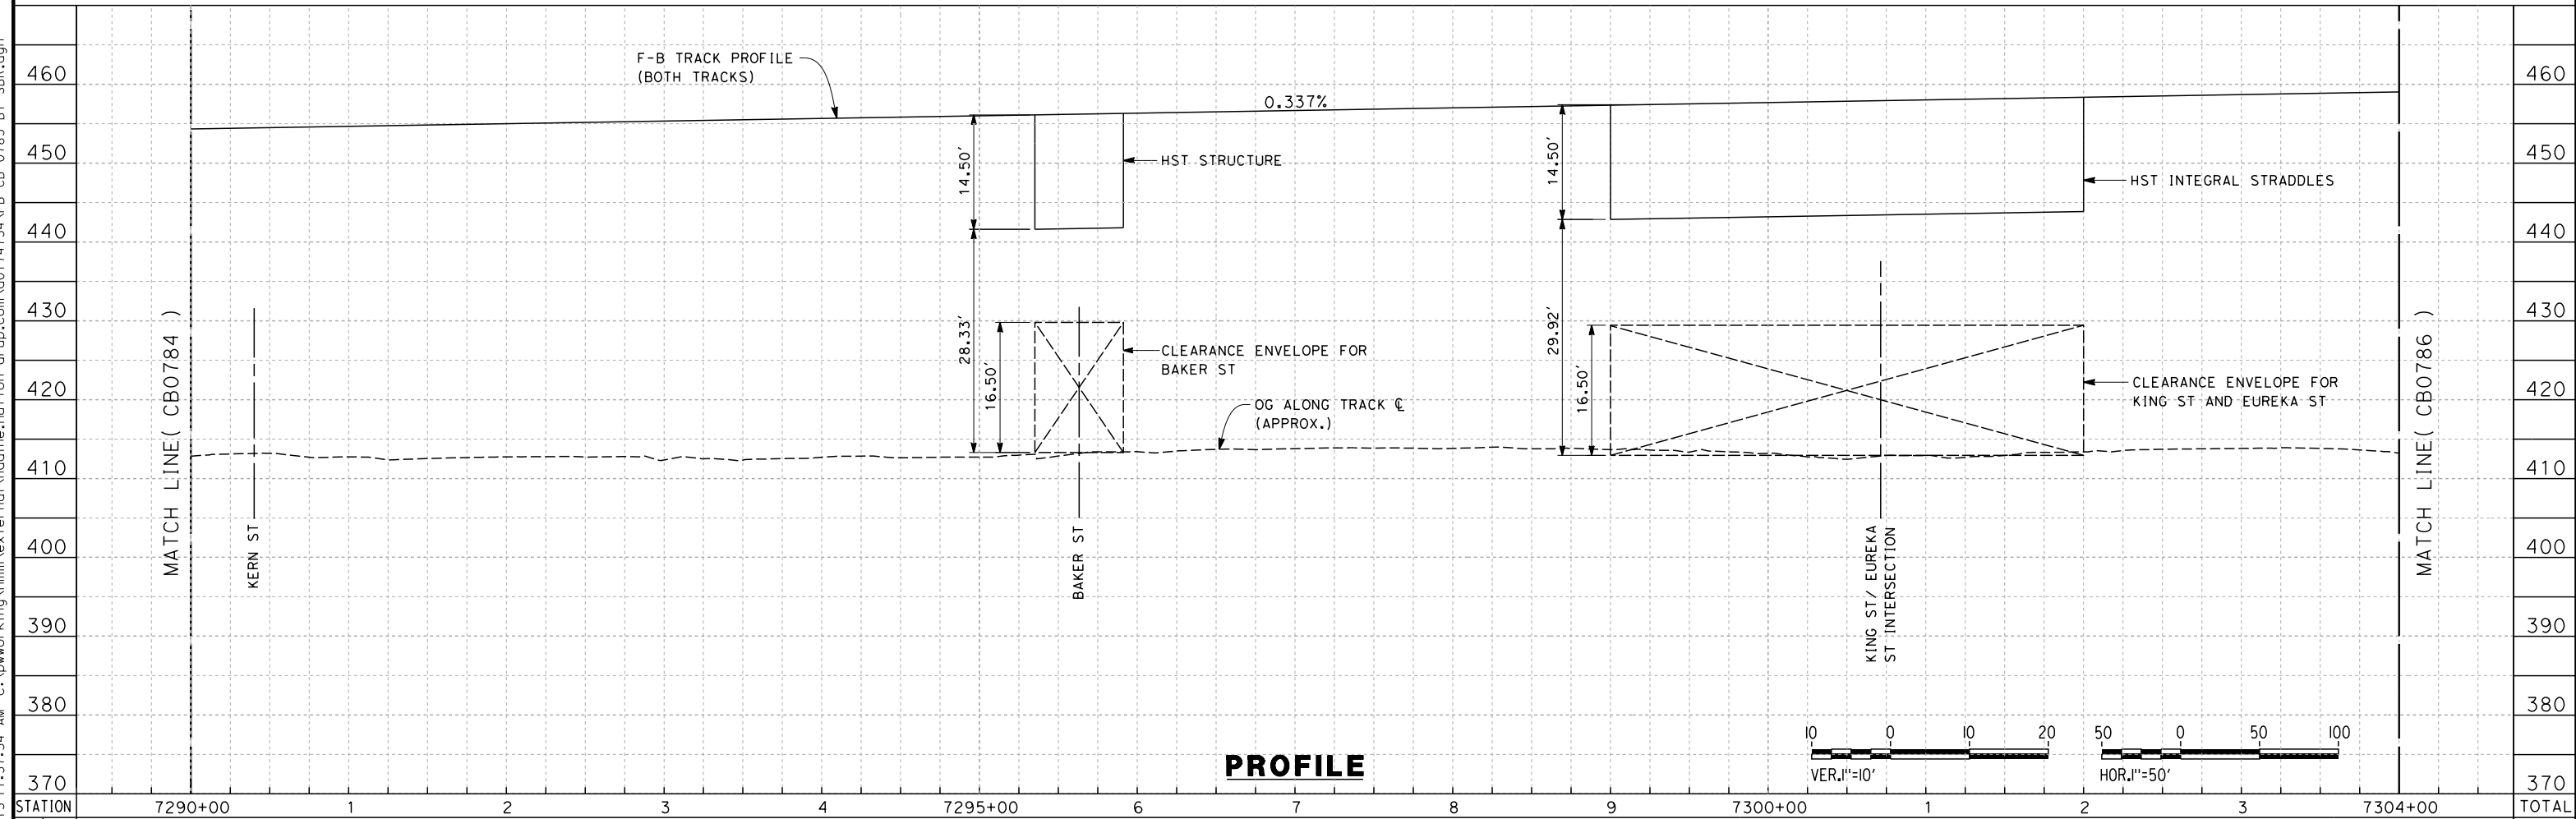 F-B TRACK PROFILE
(BOTH TRACKS)
0.337%
460
450
440
430
420
410
400
390
380
370
460
450
440
430
420
410
400
390
380
370
14.50'
HST STRUCTURE
28.33'
16.50'
CLEARANCE ENVELOPE FOR
BAKER ST
OG ALONG TRACK ℄
(APPROX.)
14.50'
HST INTEGRAL STRADDLES
29.92'
16.50'
CLEARANCE ENVELOPE FOR
KING ST AND EUREKA ST
MATCH LINE( CB0784 )
KERN ST
BAKER ST
KING ST/ EUREKA
ST INTERSECTION
MATCH LINE( CB0786 )
PROFILE
10 0 10 20
VER.1"=10'
50 0 50 100
HOR.1"=50'
STATION 7290+00 1 2 3 4 7295+00 6 7 8 9 7300+00 1 2 3 7304+00 TOTAL